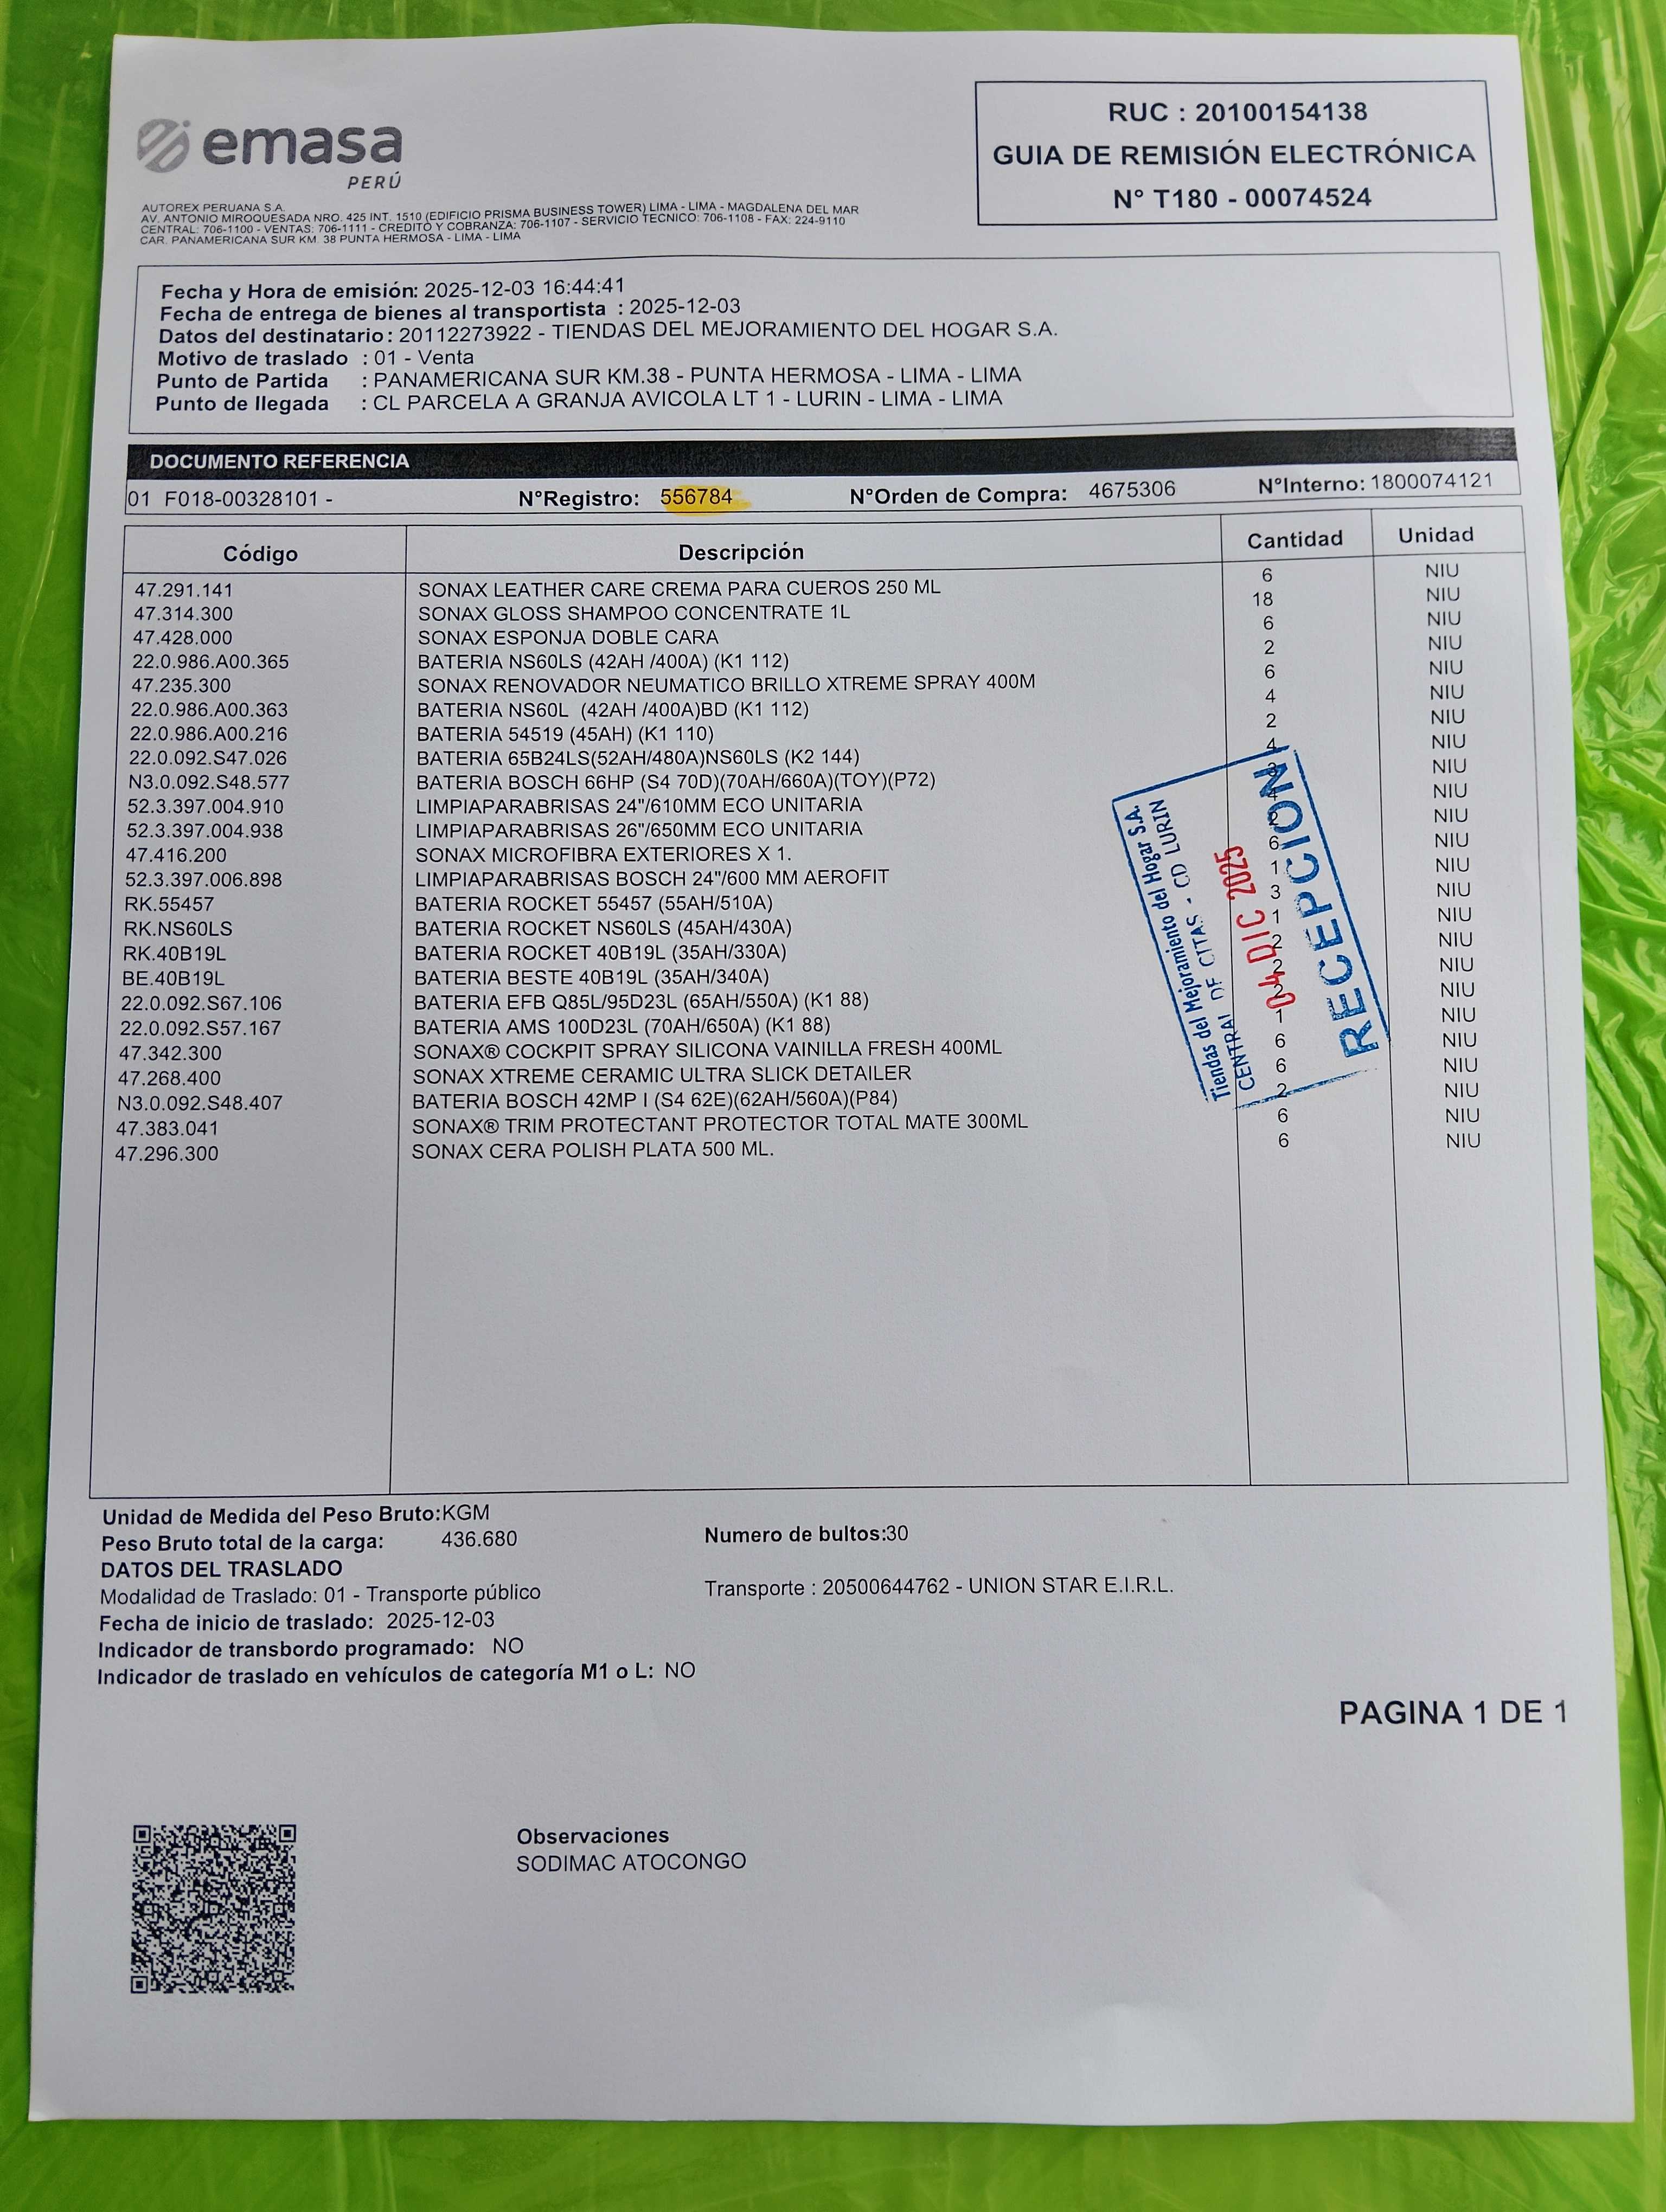 emasa
PERÚ
RUC : 20100154138
GUIA DE REMISIÓN ELECTRÓNICA
N° T180 - 00074524
AUTOREX PERUANA S.A.
AV. ANTONIO MIROQUESADA NRO. 425 INT. 1510 (EDIFICIO PRISMA BUSINESS TOWER) LIMA - LIMA - MAGDALENA DEL MAR
CENTRAL: 706-1100 - VENTAS: 706-1111 - CREDITO Y COBRANZA: 706-1107 - SERVICIO TECNICO: 706-1108 - FAX: 224-9110
CAR. PANAMERICANA SUR KM. 38 PUNTA HERMOSA - LIMA - LIMA
Fecha y Hora de emisión: 2025-12-03 16:44:41
Fecha de entrega de bienes al transportista : 2025-12-03
Datos del destinatario: 20112273922 - TIENDAS DEL MEJORAMIENTO DEL HOGAR S.A.
Motivo de traslado : 01 - Venta
Punto de Partida : PANAMERICANA SUR KM.38 - PUNTA HERMOSA - LIMA - LIMA
Punto de llegada : CL PARCELA A GRANJA AVICOLA LT 1 - LURIN - LIMA - LIMA
DOCUMENTO REFERENCIA
01 F018-00328101 - N°Registro: 556784 N°Orden de Compra: 4675306 N°Interno: 1800074121
Código Descripción Cantidad Unidad
47.291.141 SONAX LEATHER CARE CREMA PARA CUEROS 250 ML 6 NIU
47.314.300 SONAX GLOSS SHAMPOO CONCENTRATE 1L 18 NIU
47.428.000 SONAX ESPONJA DOBLE CARA 6 NIU
22.0.986.A00.365 BATERIA NS60LS (42AH /400A) (K1 112) 2 NIU
47.235.300 SONAX RENOVADOR NEUMATICO BRILLO XTREME SPRAY 400M 6 NIU
22.0.986.A00.363 BATERIA NS60L (42AH /400A)BD (K1 112) 4 NIU
22.0.986.A00.216 BATERIA 54519 (45AH) (K1 110) 2 NIU
22.0.092.S47.026 BATERIA 65B24LS(52AH/480A)NS60LS (K2 144) 4 NIU
N3.0.092.S48.577 BATERIA BOSCH 66HP (S4 70D)(70AH/660A)(TOY)(P72) NIU
52.3.397.004.910 LIMPIAPARABRISAS 24"/610MM ECO UNITARIA NIU
52.3.397.004.938 LIMPIAPARABRISAS 26"/650MM ECO UNITARIA NIU
47.416.200 SONAX MICROFIBRA EXTERIORES X 1. 6 NIU
52.3.397.006.898 LIMPIAPARABRISAS BOSCH 24"/600 MM AEROFIT 1 NIU
RK.55457 BATERIA ROCKET 55457 (55AH/510A) 3 NIU
RK.NS60LS BATERIA ROCKET NS60LS (45AH/430A) 1 NIU
RK.40B19L BATERIA ROCKET 40B19L (35AH/330A) 2 NIU
BE.40B19L BATERIA BESTE 40B19L (35AH/340A) 2 NIU
22.0.092.S67.106 BATERIA EFB Q85L/95D23L (65AH/550A) (K1 88) 2 NIU
22.0.092.S57.167 BATERIA AMS 100D23L (70AH/650A) (K1 88) 1 NIU
47.342.300 SONAX® COCKPIT SPRAY SILICONA VAINILLA FRESH 400ML 6 NIU
47.268.400 SONAX XTREME CERAMIC ULTRA SLICK DETAILER 6 NIU
N3.0.092.S48.407 BATERIA BOSCH 42MP I (S4 62E)(62AH/560A)(P84) 2 NIU
47.383.041 SONAX® TRIM PROTECTANT PROTECTOR TOTAL MATE 300ML 6 NIU
47.296.300 SONAX CERA POLISH PLATA 500 ML. 6 NIU
Tiendas del Mejoramiento del Hogar S.A.
CENTRAL DE CITAS - CD LURIN
04 DIC 2025
RECEPCION
Unidad de Medida del Peso Bruto:KGM
Peso Bruto total de la carga: 436.680 Numero de bultos:30
DATOS DEL TRASLADO
Modalidad de Traslado: 01 - Transporte público Transporte : 20500644762 - UNION STAR E.I.R.L.
Fecha de inicio de traslado: 2025-12-03
Indicador de transbordo programado: NO
Indicador de traslado en vehículos de categoría M1 o L: NO
PAGINA 1 DE 1
Observaciones
SODIMAC ATOCONGO